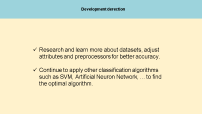 Development derection
✓ Research and learn more about datasets, adjust
attributes and preprocessors for better accuracy.
✓ Continue to apply other classification algorithms
such as SVM, Artificial Neuron Network, … to find
the optimal algorithm.